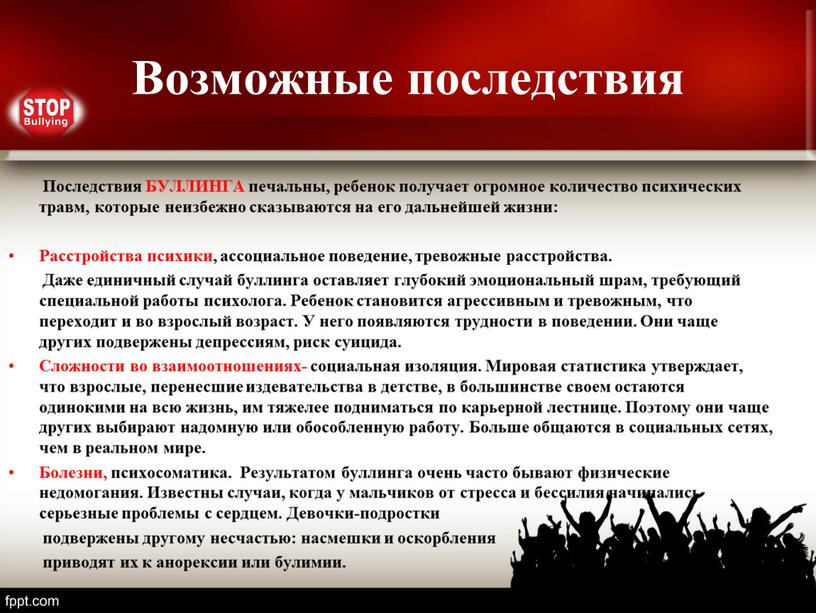 Возможные последствия
STOP
Bullying
Последствия БУЛЛИНГА печальны, ребенок получает огромное количество психических
травм, которые неизбежно сказываются на его дальнейшей жизни:
• Расстройства психики, ассоциальное поведение, тревожные расстройства.
Даже единичный случай буллинга оставляет глубокий эмоциональный шрам, требующий
специальной работы психолога. Ребенок становится агрессивным и тревожным, что
переходит и во взрослый возраст. У него появляются трудности в поведении. Они чаще
других подвержены депрессиям, риск суицида.
• Сложности во взаимоотношениях- социальная изоляция. Мировая статистика утверждает,
что взрослые, перенесшие издевательства в детстве, в большинстве своем остаются
одинокими на всю жизнь, им тяжелее подниматься по карьерной лестнице. Поэтому они чаще
других выбирают надомную или обособленную работу. Больше общаются в социальных сетях,
чем в реальном мире.
• Болезни, психосоматика. Результатом буллинга очень часто бывают физические
недомогания. Известны случаи, когда у мальчиков от стресса и бессилия начинались
серьезные проблемы с сердцем. Девочки-подростки
подвержены другому несчастью: насмешки и оскорбления
приводят их к анорексии или булимии.
fppt.com